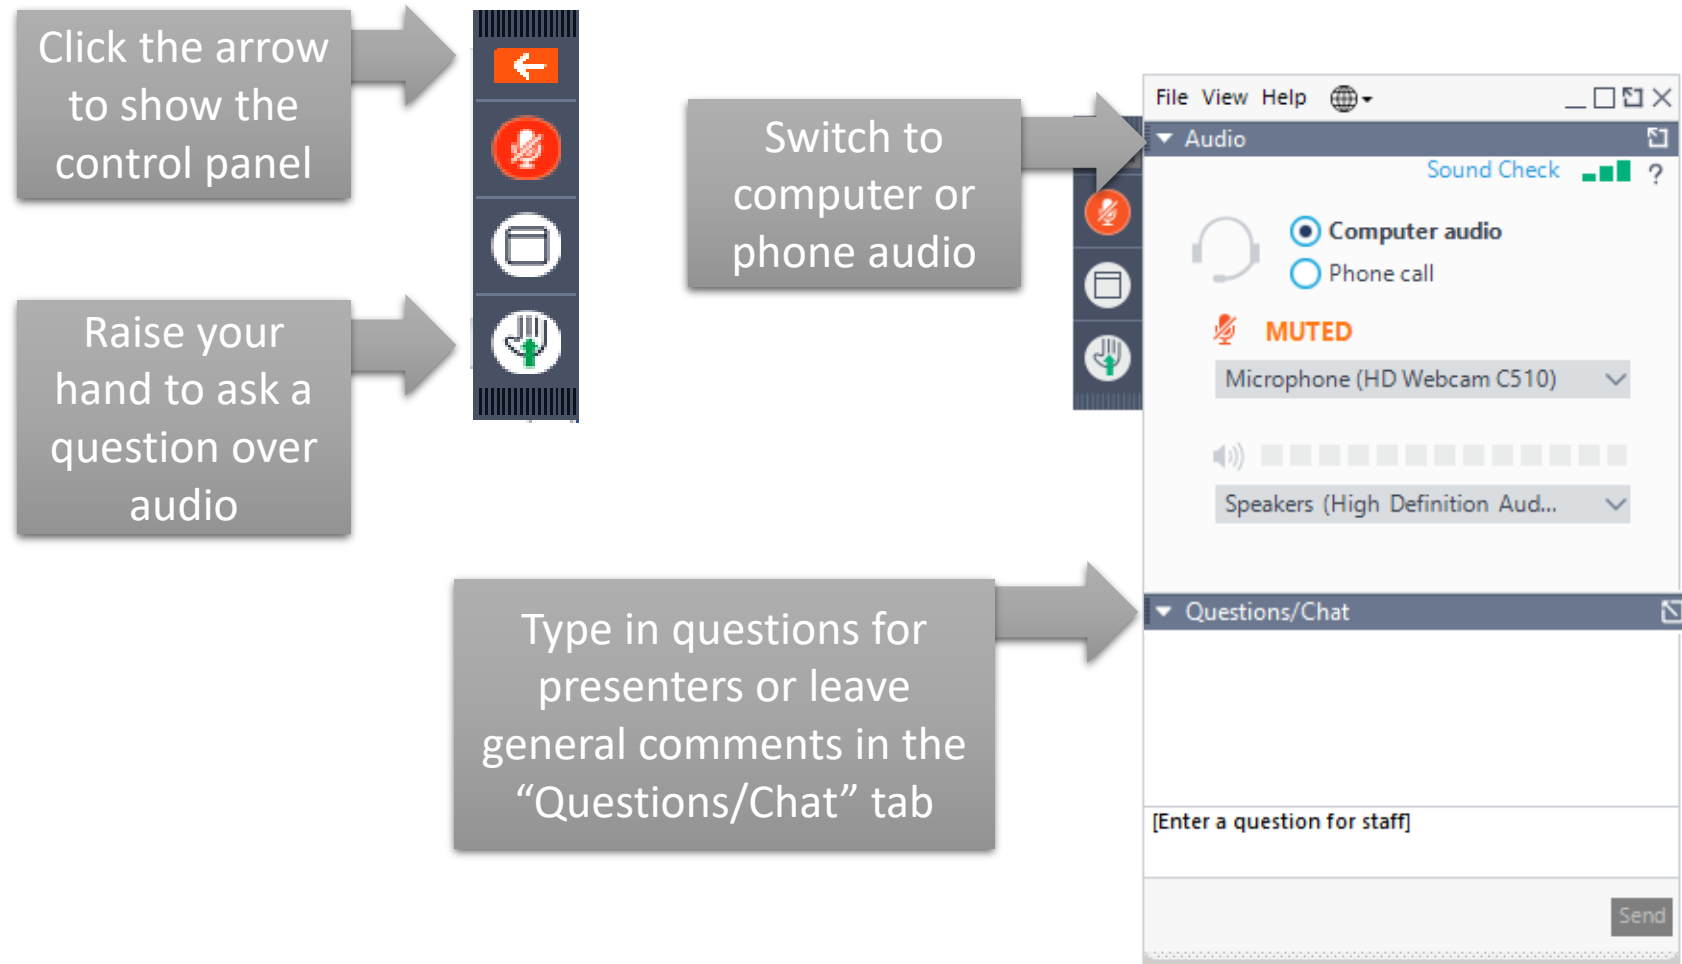 Click the arrow
to show the
control panel
Raise your
hand to ask a
question over
audio
Switch to
computer or
phone audio
Type in questions for
presenters or leave
general comments in the
“Questions/Chat” tab
File View Help
Audio
Sound Check ?
Computer audio
Phone call
MUTED
Microphone (HD Webcam C510)
Speakers (High Definition Aud...
Questions/Chat
[Enter a question for staff]
Send